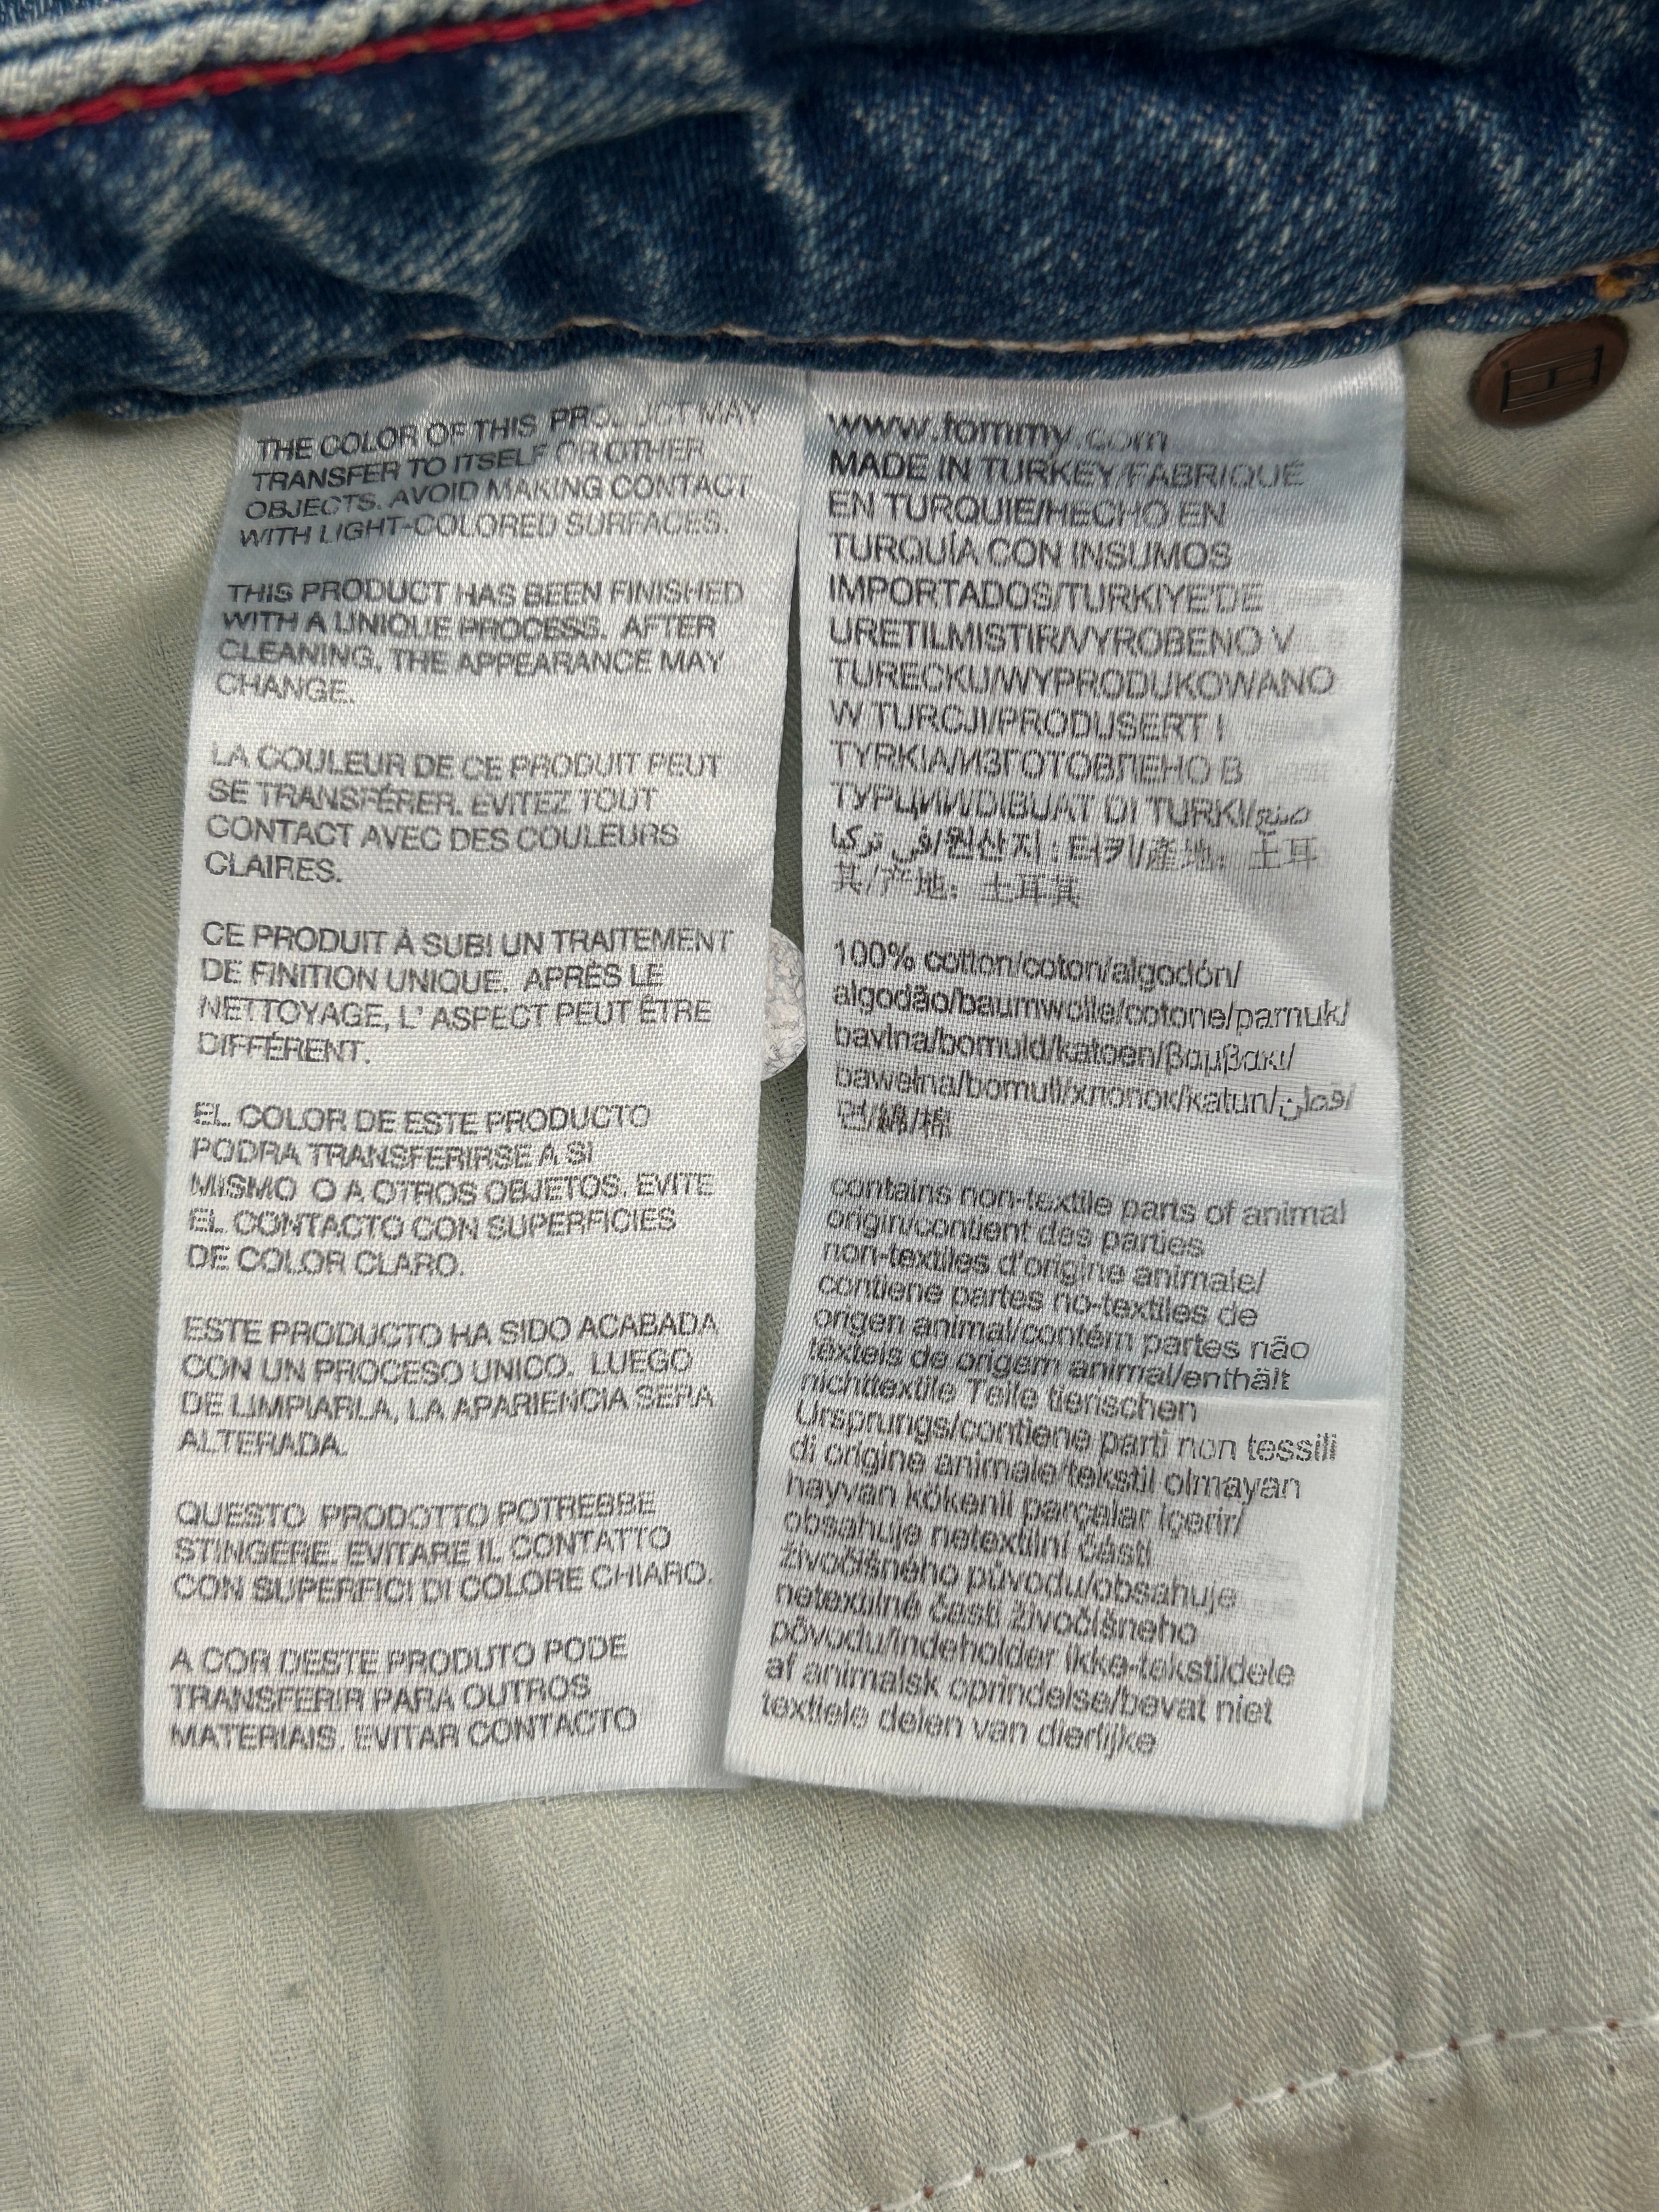 THE COLOR OF THIS PRODUCT MAY
TRANSFER TO ITSELF OR OTHER
OBJECTS. AVOID MAKING CONTACT
WITH LIGHT-COLORED SURFACES.
THIS PRODUCT HAS BEEN FINISHED
WITH A UNIQUE PROCESS. AFTER
CLEANING, THE APPEARANCE MAY
CHANGE.
LA COULEUR DE CE PRODUIT PEUT
SE TRANSFÉRER. EVITEZ TOUT
CONTACT AVEC DES COULEURS
CLAIRES.
CE PRODUIT À SUBI UN TRAITEMENT
DE FINITION UNIQUE. APRÈS LE
NETTOYAGE, L' ASPECT PEUT ÊTRE
DIFFÉRENT.
EL COLOR DE ESTE PRODUCTO
PODRA TRANSFERIRSE A SI
MISMO O A OTROS OBJETOS. EVITE
EL CONTACTO CON SUPERFICIES
DE COLOR CLARO.
ESTE PRODUCTO HA SIDO ACABADA
CON UN PROCESO UNICO. LUEGO
DE LIMPIARLA, LA APARIENCIA SERA
ALTERADA.
QUESTO PRODOTTO POTREBBE
STINGERE. EVITARE IL CONTATTO
CON SUPERFICI DI COLORE CHIARO.
A COR DESTE PRODUTO PODE
TRANSFERIR PARA OUTROS
MATERIAIS. EVITAR CONTACTO
www.tommy.com
MADE IN TURKEY/FABRIQUÉ
EN TURQUIE/HECHO EN
TURQUÍA CON INSUMOS
IMPORTADOS/TURKIYE'DE
URETILMISTIR/VYROBENO V
TURECKU/WYPRODUKOWANO
W TURCJI/PRODUSERT I
TYRKIA/ИЗГОТОВЛЕНО В
ТУРЦИИ/DIBUAT DI TURKI/صنع
في تركيا/원산지 : 터키/產地：土耳
其/产地：土耳其
100% cotton/coton/algodón/
algodão/baumwolle/cotone/pamuk/
bavlna/bomuld/katoen/βαμβακι/
bawełna/bomull/хлопок/katun/قطن/
면/綿/棉
contains non-textile parts of animal
origin/contient des parties
non-textiles d'origine animale/
contiene partes no-textiles de
origen animal/contém partes não
têxteis de origem animal/enthält
nichttextile Teile tierischen
Ursprungs/contiene parti non tessili
di origine animale/tekstil olmayan
hayvan kökenli parçalar içerir/
obsahuje netextilní části
živočišného původu/obsahuje
netextilné časti živočíšneho
pôvodu/indeholder ikke-tekstildele
af animalsk oprindelse/bevat niet
textiele delen van dierlijke